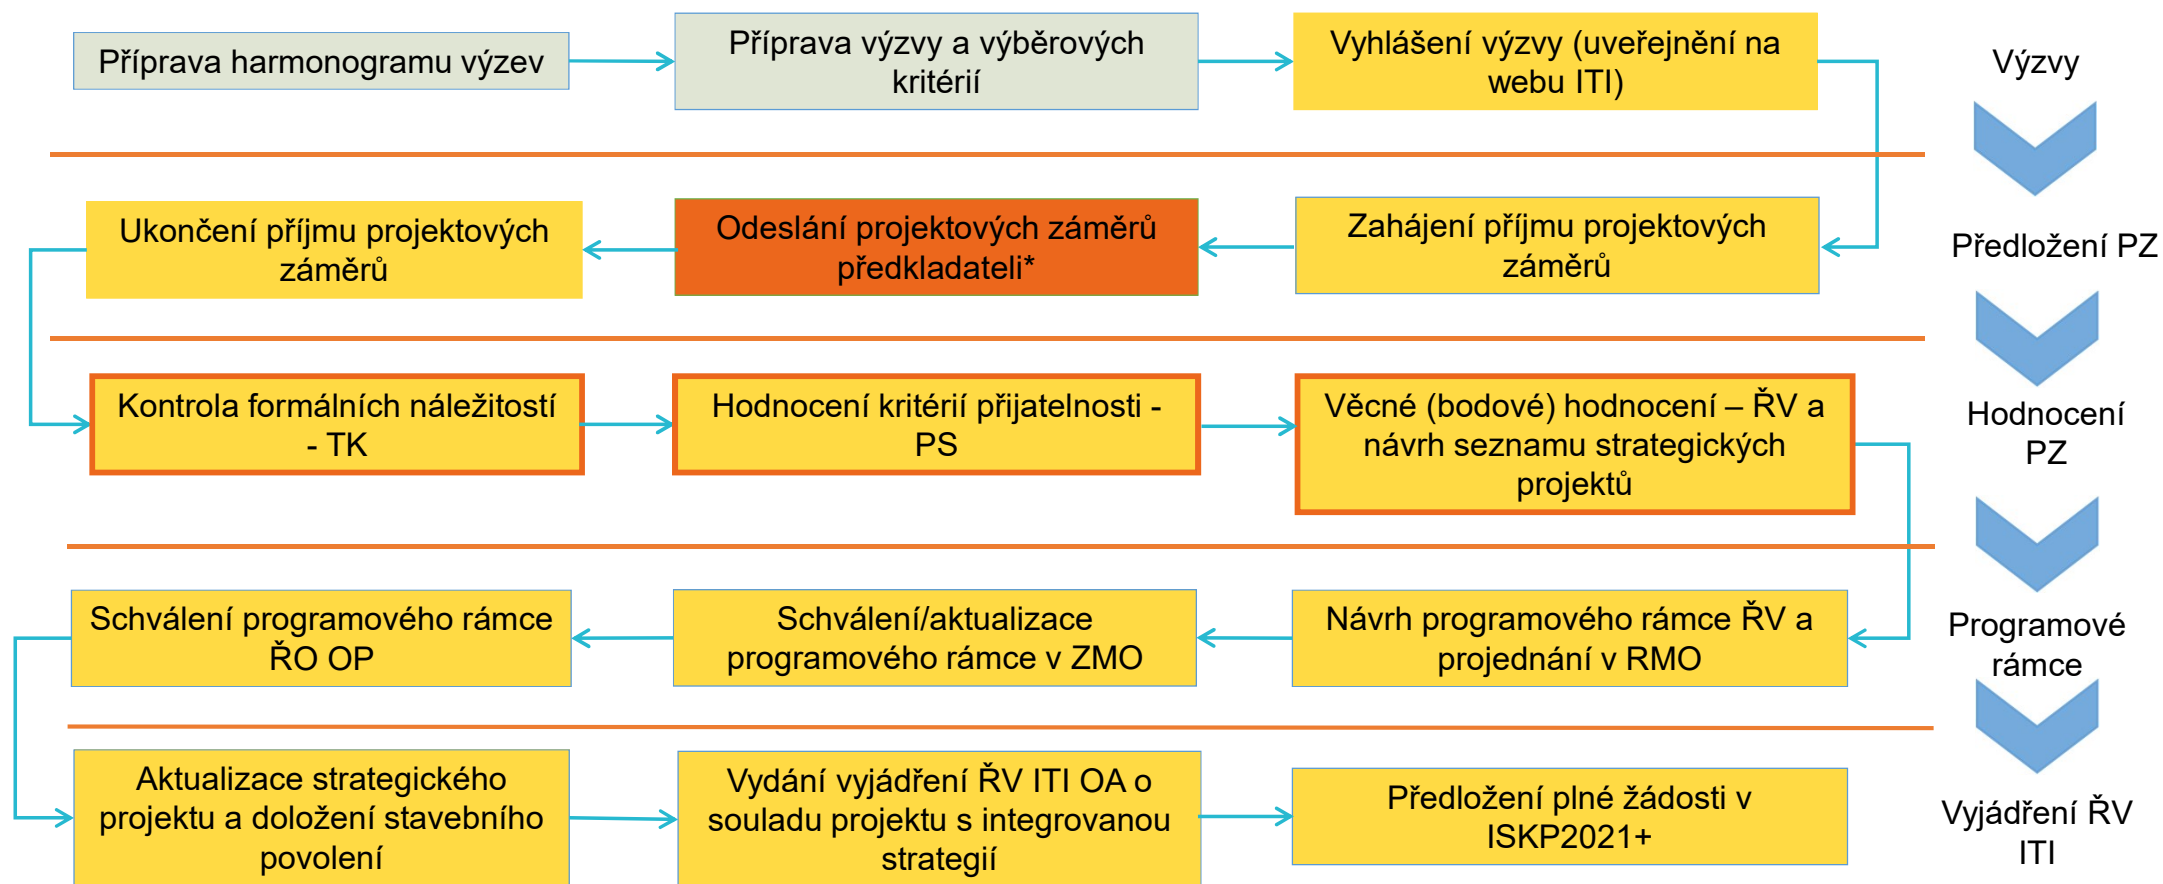 Příprava harmonogramu výzev
Příprava výzvy a výběrových
kritérií
Vyhlášení výzvy (uveřejnění na
webu ITI)
Výzvy
Ukončení příjmu projektových
záměrů
Odeslání projektových záměrů
předkladateli*
Zahájení příjmu projektových
záměrů
Předložení PZ
Kontrola formálních náležitostí
- TK
Hodnocení kritérií přijatelnosti -
PS
Věcné (bodové) hodnocení – ŘV a
návrh seznamu strategických
projektů
Hodnocení
PZ
Schválení programového rámce
ŘO OP
Schválení/aktualizace
programového rámce v ZMO
Návrh programového rámce ŘV a
projednání v RMO
Programové
rámce
Aktualizace strategického
projektu a doložení stavebního
povolení
Vydání vyjádření ŘV ITI OA o
souladu projektu s integrovanou
strategií
Předložení plné žádosti v
ISKP2021+
Vyjádření ŘV
ITI